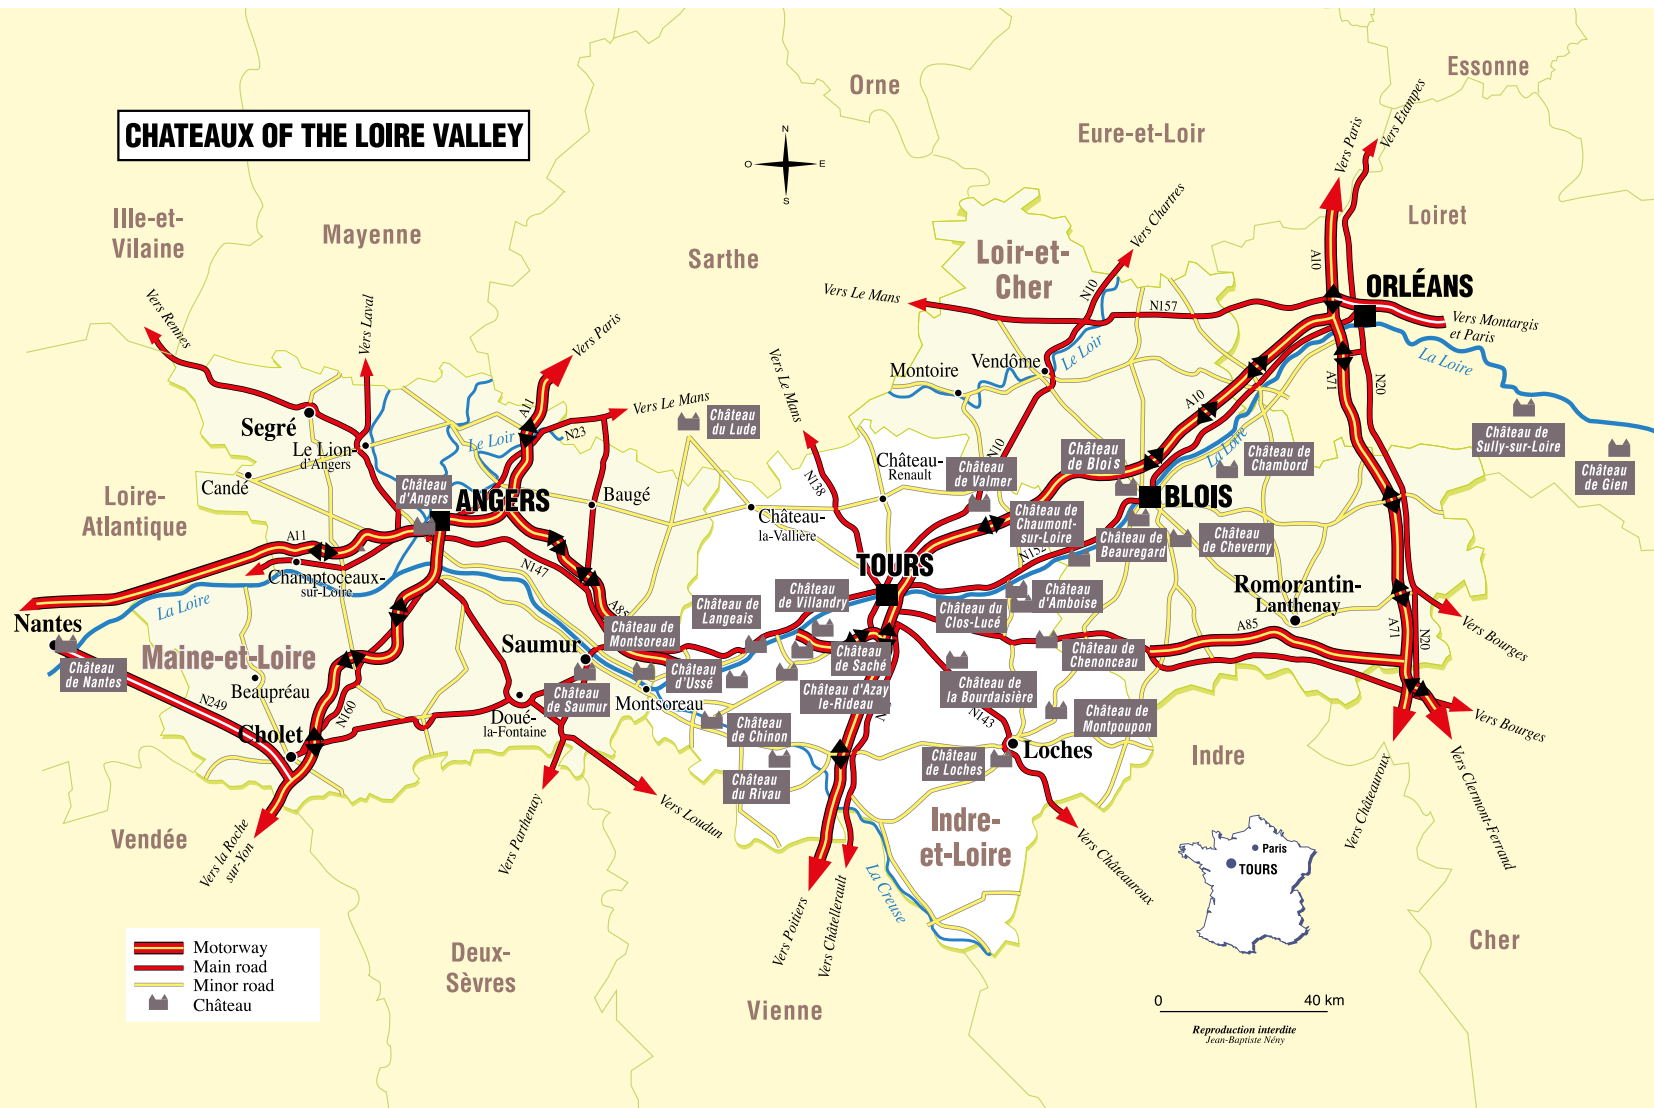 CHATEAUX OF THE LOIRE VALLEY
Orne
Essonne
Eure-et-Loir
Loiret
Ille-et-
Vilaine
Mayenne
Sarthe
N
O
E
S
Loir-et-
Cher
Vers Paris
Vers Etampes
Vers Chartres
Vers Rennes
Vers Laval
Vers Paris
Vers Le Mans
Vers Le Mans
N10
N157
A10
ORLÉANS
Vers Montargis
et Paris
La Loire
Vers Le Mans
Montoire
Vendôme
Le Loir
A71
N20
A10
La Loire
Segré
Le Lion-
d'Angers
Candé
Le Loir
A11
N23
Château
du Lude
Château
d'Angers
ANGERS
Baugé
Château-
la-Vallière
N138
Château-
Renault
N10
Château
de Valmer
Château
de Blois
Château de
Chambord
BLOIS
Château de
Sully-sur-Loire
Château
de Gien
Loire-
Atlantique
A11
Champtoceaux-
sur-Loire
La Loire
Nantes
Château
de Nantes
N147
A85
Château de
Chaumont-
sur-Loire
N152
Château de
Beauregard
Château
de Cheverny
TOURS
Château
de Villandry
Château de
Langeais
Château de
Montsoreau
Château du
Clos-Lucé
Château
d'Amboise
Romorantin-
Lanthenay
A85
A71
N20
Vers Bourges
Maine-et-Loire
Beaupréau
N249
N160
Cholet
Saumur
Château
de Saumur
Doué-
la-Fontaine
Montsoreau
Château
d'Ussé
Château
de Saché
Château d'Azay
le-Rideau
Château
de Chinon
Château
du Rivau
Château de
Chenonceau
Château de
la Bourdaisière
N143
Château de
Montpoupon
Château
de Loches
Loches
Vers Bourges
Indre
Vers Châteauroux
Vers Clermont-Ferrand
Vendée
Vers la Roche
sur-Yon
Vers Parthenay
Vers Loudun
Indre-
et-Loire
La Creuse
Vers Poitiers
Vers Châtellerault
Vers Châteauroux
Paris
TOURS
Cher
Deux-
Sèvres
Vienne
Motorway
Main road
Minor road
Château
0
40 km
Reproduction interdite
Jean-Baptiste Nény